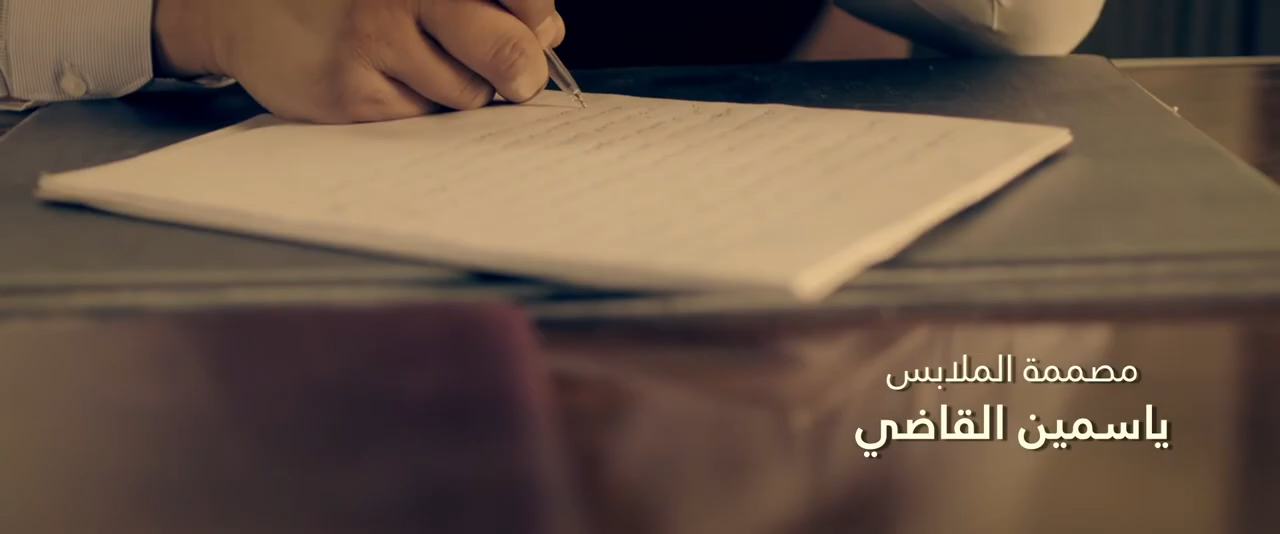 مصممة الملابس
ياسمين القاضي